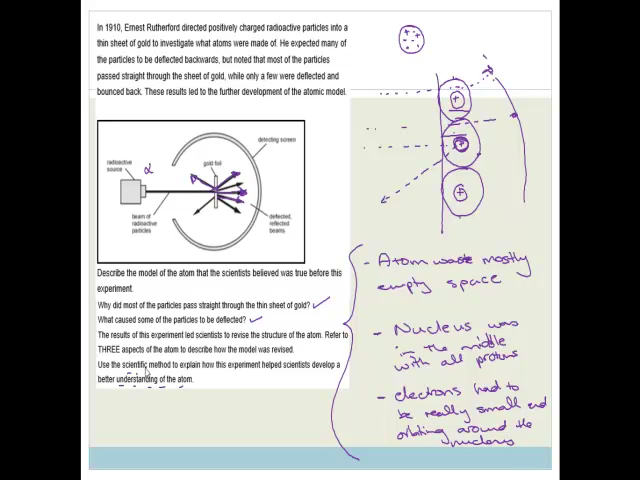 In 1910, Ernest Rutherford directed positively charged radioactive particles into a
thin sheet of gold to investigate what atoms were made of. He expected many of
the particles to be deflected backwards, but noted that most of the particles
passed straight through the sheet of gold, while only a few were deflected and
bounced back. These results led to the further development of the atomic model.
radioactive
source
α
gold foil
detecting screen
beam of
radioactive
particles
deflected,
reflected
beams
Describe the model of the atom that the scientists believed was true before this
experiment.
Why did most of the particles pass straight through the thin sheet of gold?
What caused some of the particles to be deflected?
The results of this experiment led scientists to revise the structure of the atom. Refer to
THREE aspects of the atom to describe how the model was revised.
Use the scientific method to explain how this experiment helped scientists develop a
better understanding of the atom.
- Atom was mostly
empty space
- Nucleus was
in the middle
with all protons
- electrons had to
be really small and
orbiting around the
nucleus